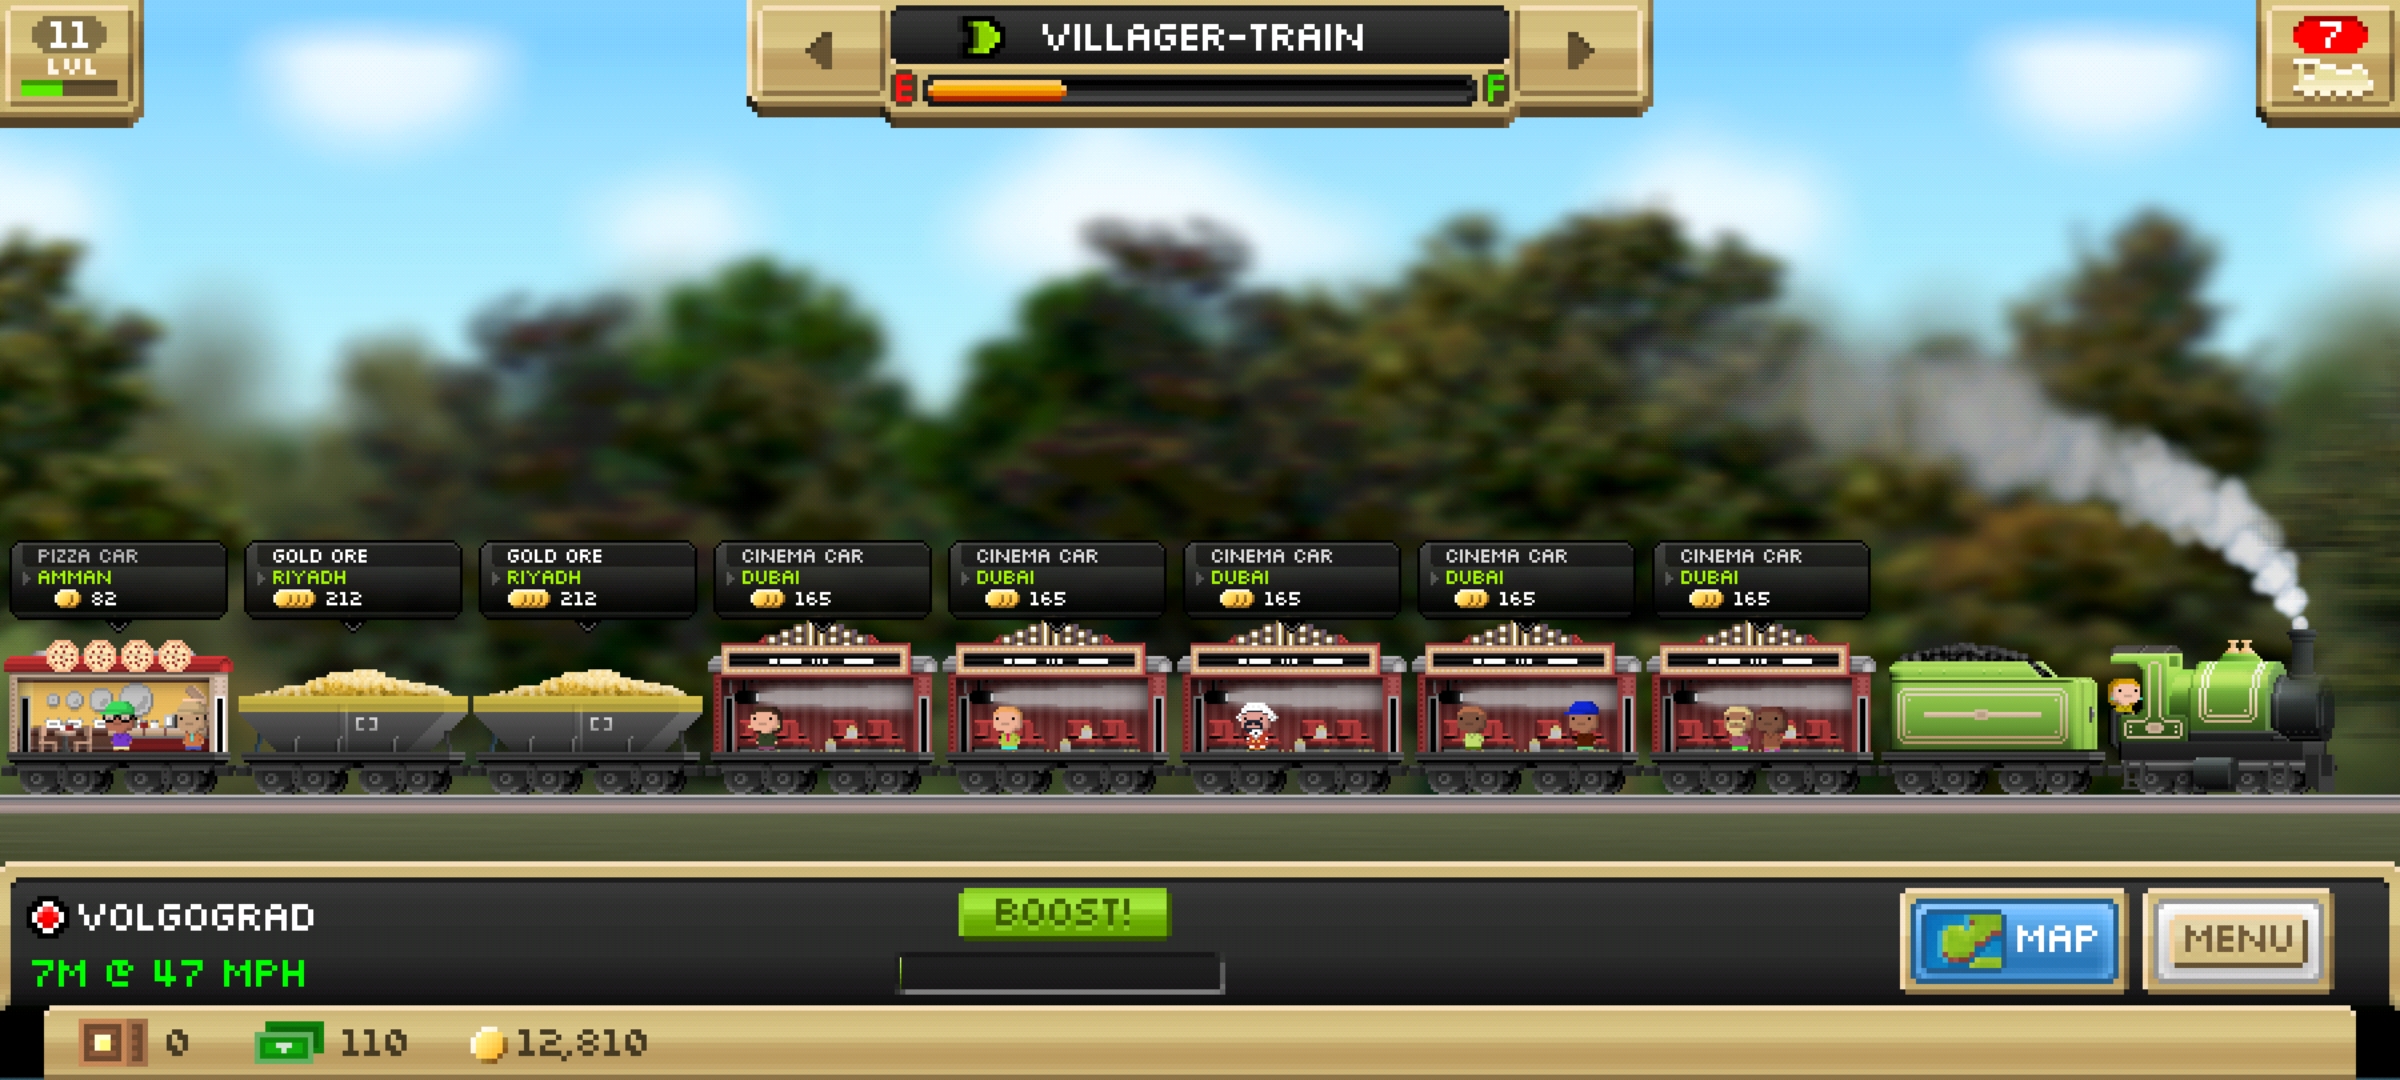 11
LVL
VILLAGER-TRAIN
E F
7
PIZZA CAR
AMMAN
82
GOLD ORE
RIYADH
212
GOLD ORE
RIYADH
212
CINEMA CAR
DUBAI
165
CINEMA CAR
DUBAI
165
CINEMA CAR
DUBAI
165
CINEMA CAR
DUBAI
165
CINEMA CAR
DUBAI
165
VOLGOGRAD
7M @ 47 MPH
BOOST!
MAP
MENU
0 110 12,810